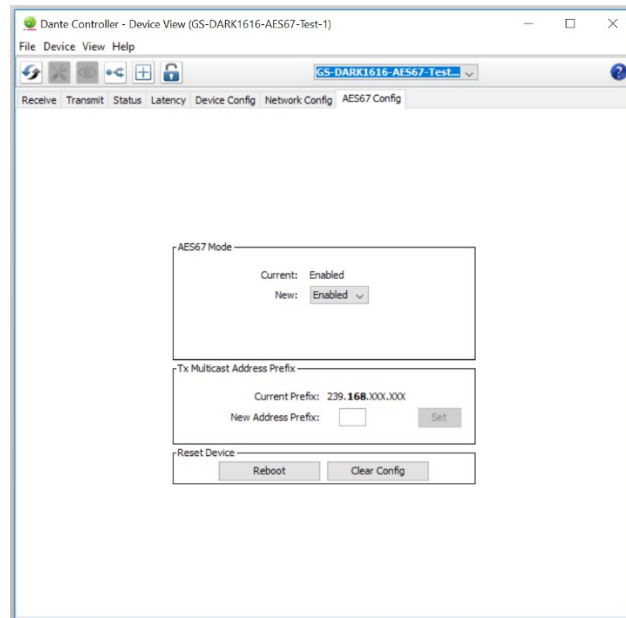 Dante Controller - Device View (GS-DARK1616-AES67-Test-1)
File Device View Help
GS-DARK1616-AES67-Test...
Receive Transmit Status Latency Device Config Network Config AES67 Config
AES67 Mode
Current: Enabled
New: Enabled
Tx Multicast Address Prefix
Current Prefix: 239.168.XXX.XXX
New Address Prefix: Set
Reset Device
Reboot Clear Config